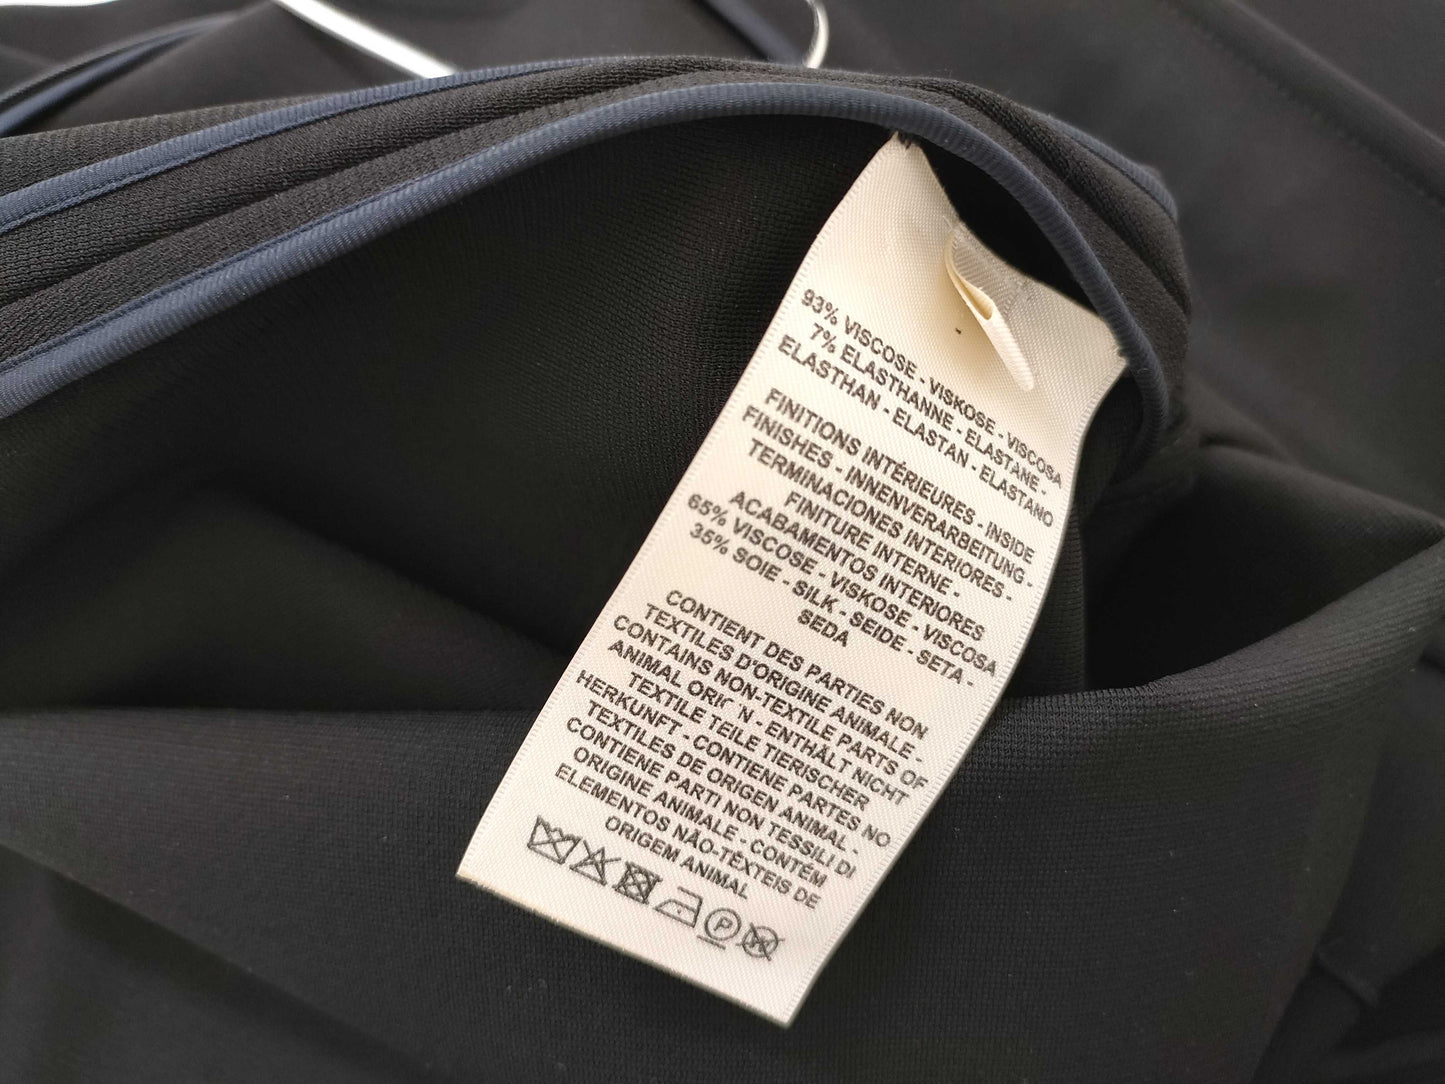 93% VISCOSE - VISKOSE - VISCOSA
7% ELASTHANNE - ELASTANE -
ELASTHAN - ELASTAN - ELASTANO
FINITIONS INTÉRIEURES - INSIDE
FINISHES - INNENVERARBEITUNG -
TERMINACIONES INTERIORES -
FINITURE INTERNE -
ACABAMENTOS INTERIORES
65% VISCOSE - VISKOSE - VISCOSA
35% SOIE - SILK - SEIDE - SETA -
SEDA
CONTIENT DES PARTIES NON
TEXTILES D'ORIGINE ANIMALE -
CONTAINS NON-TEXTILE PARTS OF
ANIMAL - ENTHÄLT NICHT
TEXTILE TEILE TIERISCHER
HERKUNFT - CONTIENE PARTES NO
TEXTILES DE ORIGEN ANIMAL -
CONTIENE PARTI NON TESSILI DI
ORIGINE ANIMALE - CONTÉM
ELEMENTOS NÃO-TÊXTEIS DE
ORIGEM ANIMAL
P